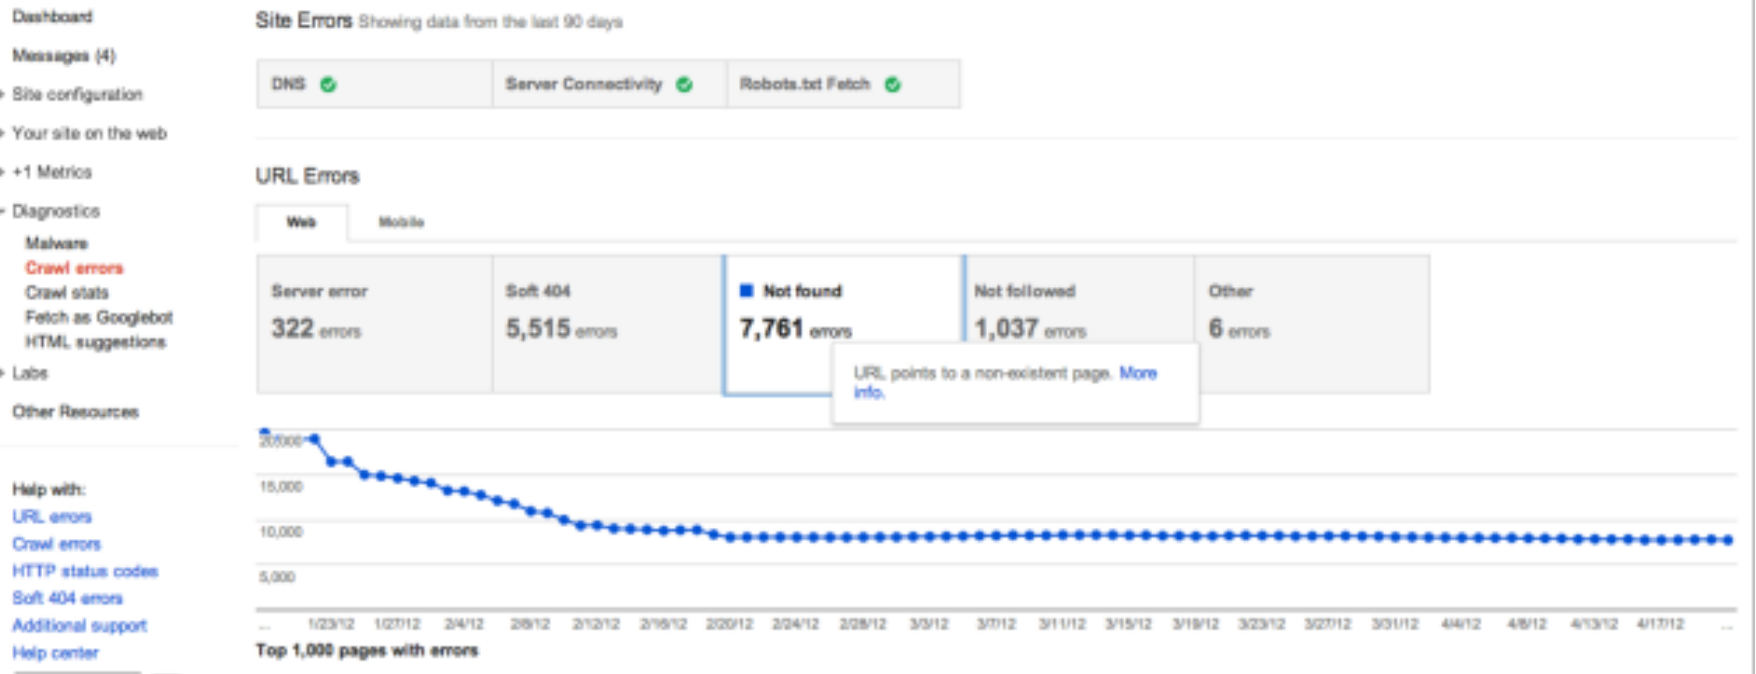 Dashboard
Messages (4)
Site configuration
Your site on the web
+1 Metrics
Diagnostics
Malware
Crawl errors
Crawl stats
Fetch as Googlebot
HTML suggestions
Labs
Other Resources
Help with:
URL errors
Crawl errors
HTTP status codes
Soft 404 errors
Additional support
Help center
Site Errors Showing data from the last 90 days
DNS Server Connectivity Robots.txt Fetch
URL Errors
Web Mobile
Server error Soft 404 Not found Not followed Other
322 errors 5,515 errors 7,761 errors 1,037 errors 6 errors
URL points to a non-existent page. More
info.
20,000
15,000
10,000
5,000
... 1/23/12 1/27/12 2/4/12 2/8/12 2/12/12 2/16/12 2/20/12 2/24/12 2/28/12 3/3/12 3/7/12 3/11/12 3/15/12 3/19/12 3/23/12 3/27/12 3/31/12 4/4/12 4/8/12 4/13/12 4/17/12 ...
Top 1,000 pages with errors